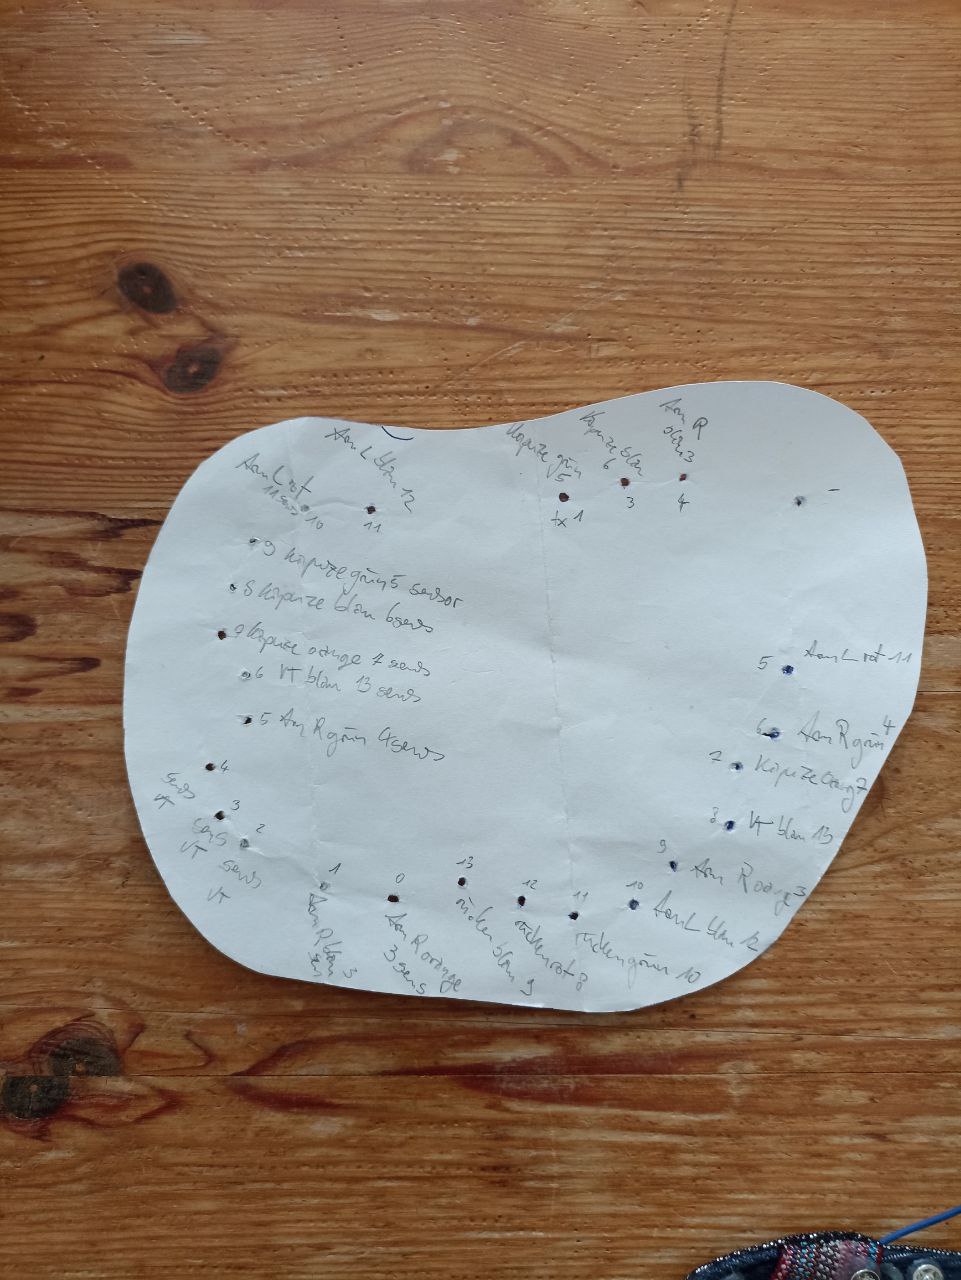 Arm R
blau 3
4
Kapuze blau
6
3
Kapuze grün
5
tx 1
Arm L blau 12
11
Arm L rot
11 sens 10
-
9 Kapuze grün 5 sensor
8 Kapuze blau 6 sens
Kapuze orange 7 sens
6 VT blau 13 sens
5 Arm R grün 4 sens
4
sens
VT
3
sens
VT
2
sens
VT
1
Arm R blau 3
sen
0
Arm R orange
3 sens
13
rücken blau 9
12
rücken rot 8
11
rücken grün 10
10
Arm L blau 12
9
Arm R orange 3
8 VT blau 13
7 Kapuze orang 7
6 Arm R grün 4
5 Arm L rot 11